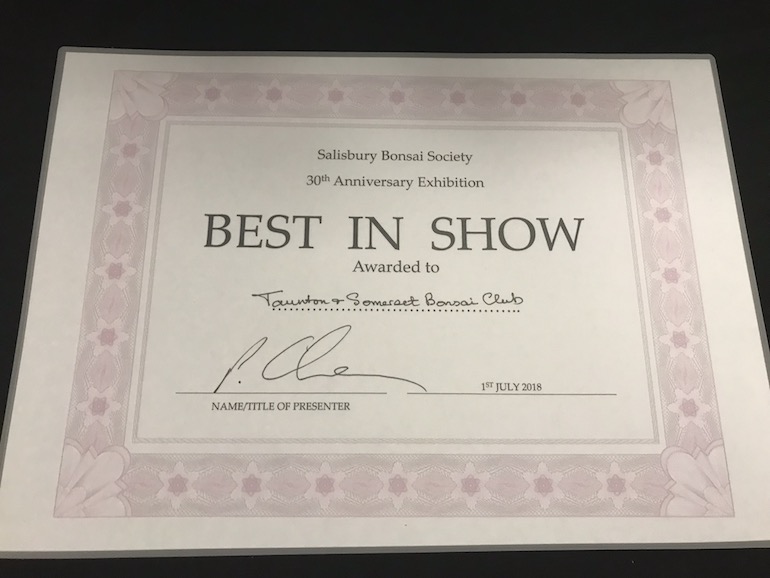 Salisbury Bonsai Society
30th Anniversary Exhibition
BEST IN SHOW
Awarded to
Taunton & Somerset Bonsai Club
1ST JULY 2018
NAME/TITLE OF PRESENTER